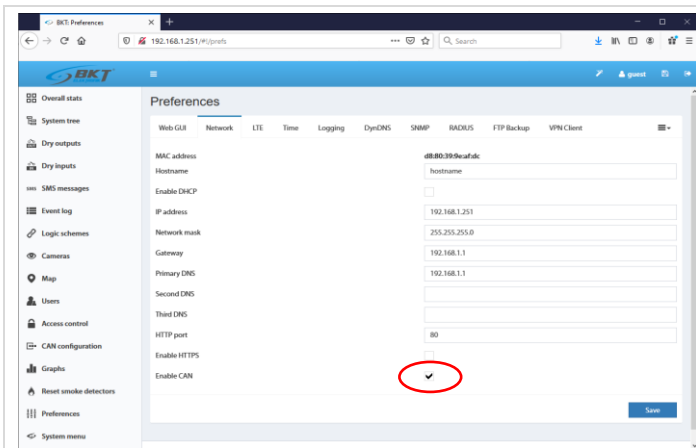 BKT: Preferences
192.168.1.251/#!/prefs
Search
BKT
guest
Overall stats
System tree
Dry outputs
Dry inputs
SMS SMS messages
Event log
Logic schemes
Cameras
Map
Users
Access control
CAN configuration
Graphs
Reset smoke detectors
Preferences
System menu
Preferences
Web GUI Network LTE Time Logging DynDNS SNMP RADIUS FTP Backup VPN Client
MAC address d8:80:39:9e:af:dc
Hostname hostname
Enable DHCP
IP address 192.168.1.251
Network mask 255.255.255.0
Gateway 192.168.1.1
Primary DNS 192.168.1.1
Second DNS
Third DNS
HTTP port 80
Enable HTTPS
Enable CAN
Save